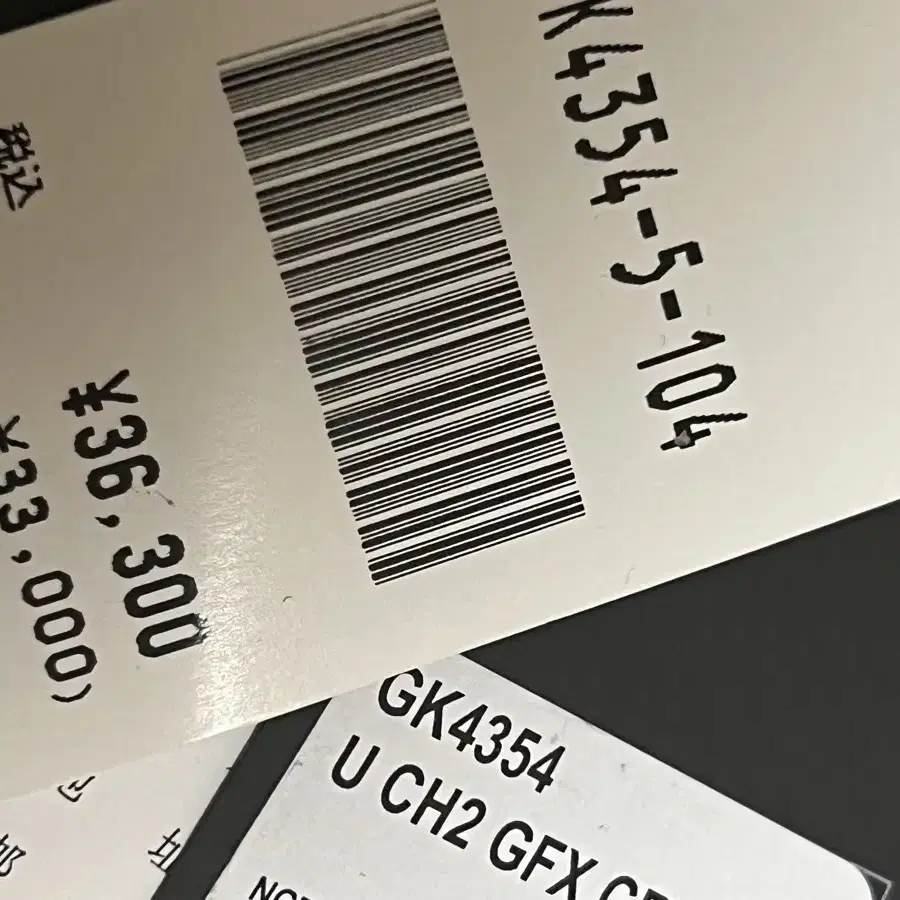 K4354-5-104
税込
¥36,300
¥33,000)
GK4354
U CH2 GFX